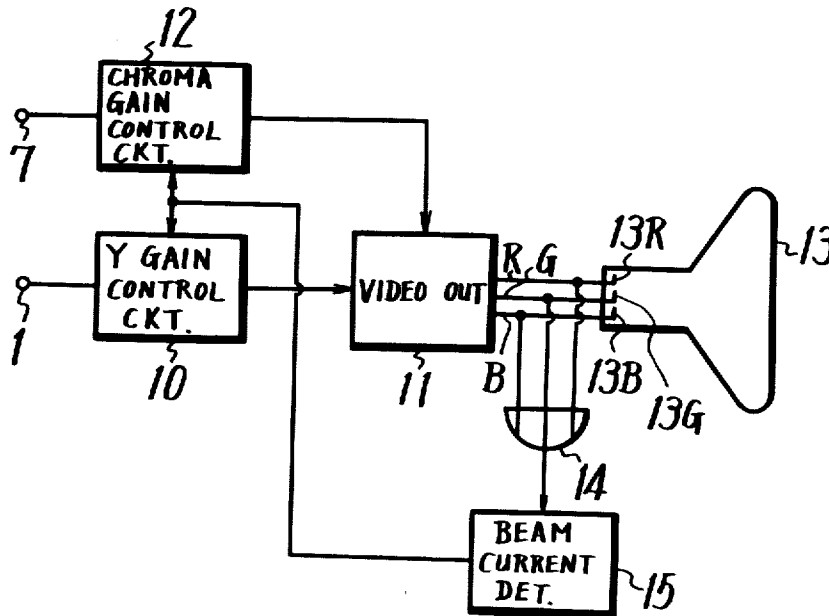 12
CHROMA
GAIN
CONTROL
CKT.
7
Y GAIN
CONTROL
CKT.
1
10
VIDEO OUT
11
R G
B
13R
13
13B
13G
14
BEAM
CURRENT
DET.
15